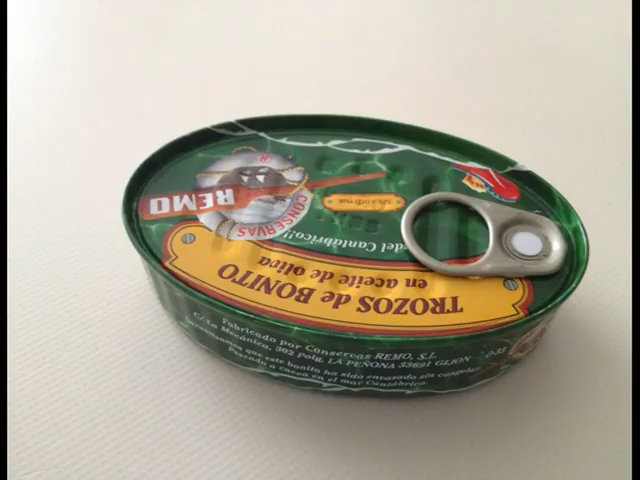 CONSERVAS
REMO
¡¡del Cantábrico!!
TROZOS de BONITO
en aceite de oliva
Fabricado por Conservas REMO, S.L.
C/ La Mecánica, 302 polg. LA PEÑONA 33691 GIJON
que este bonito ha sido envasado sin congelar
Pescado a cacea en el mar Cantábrico.